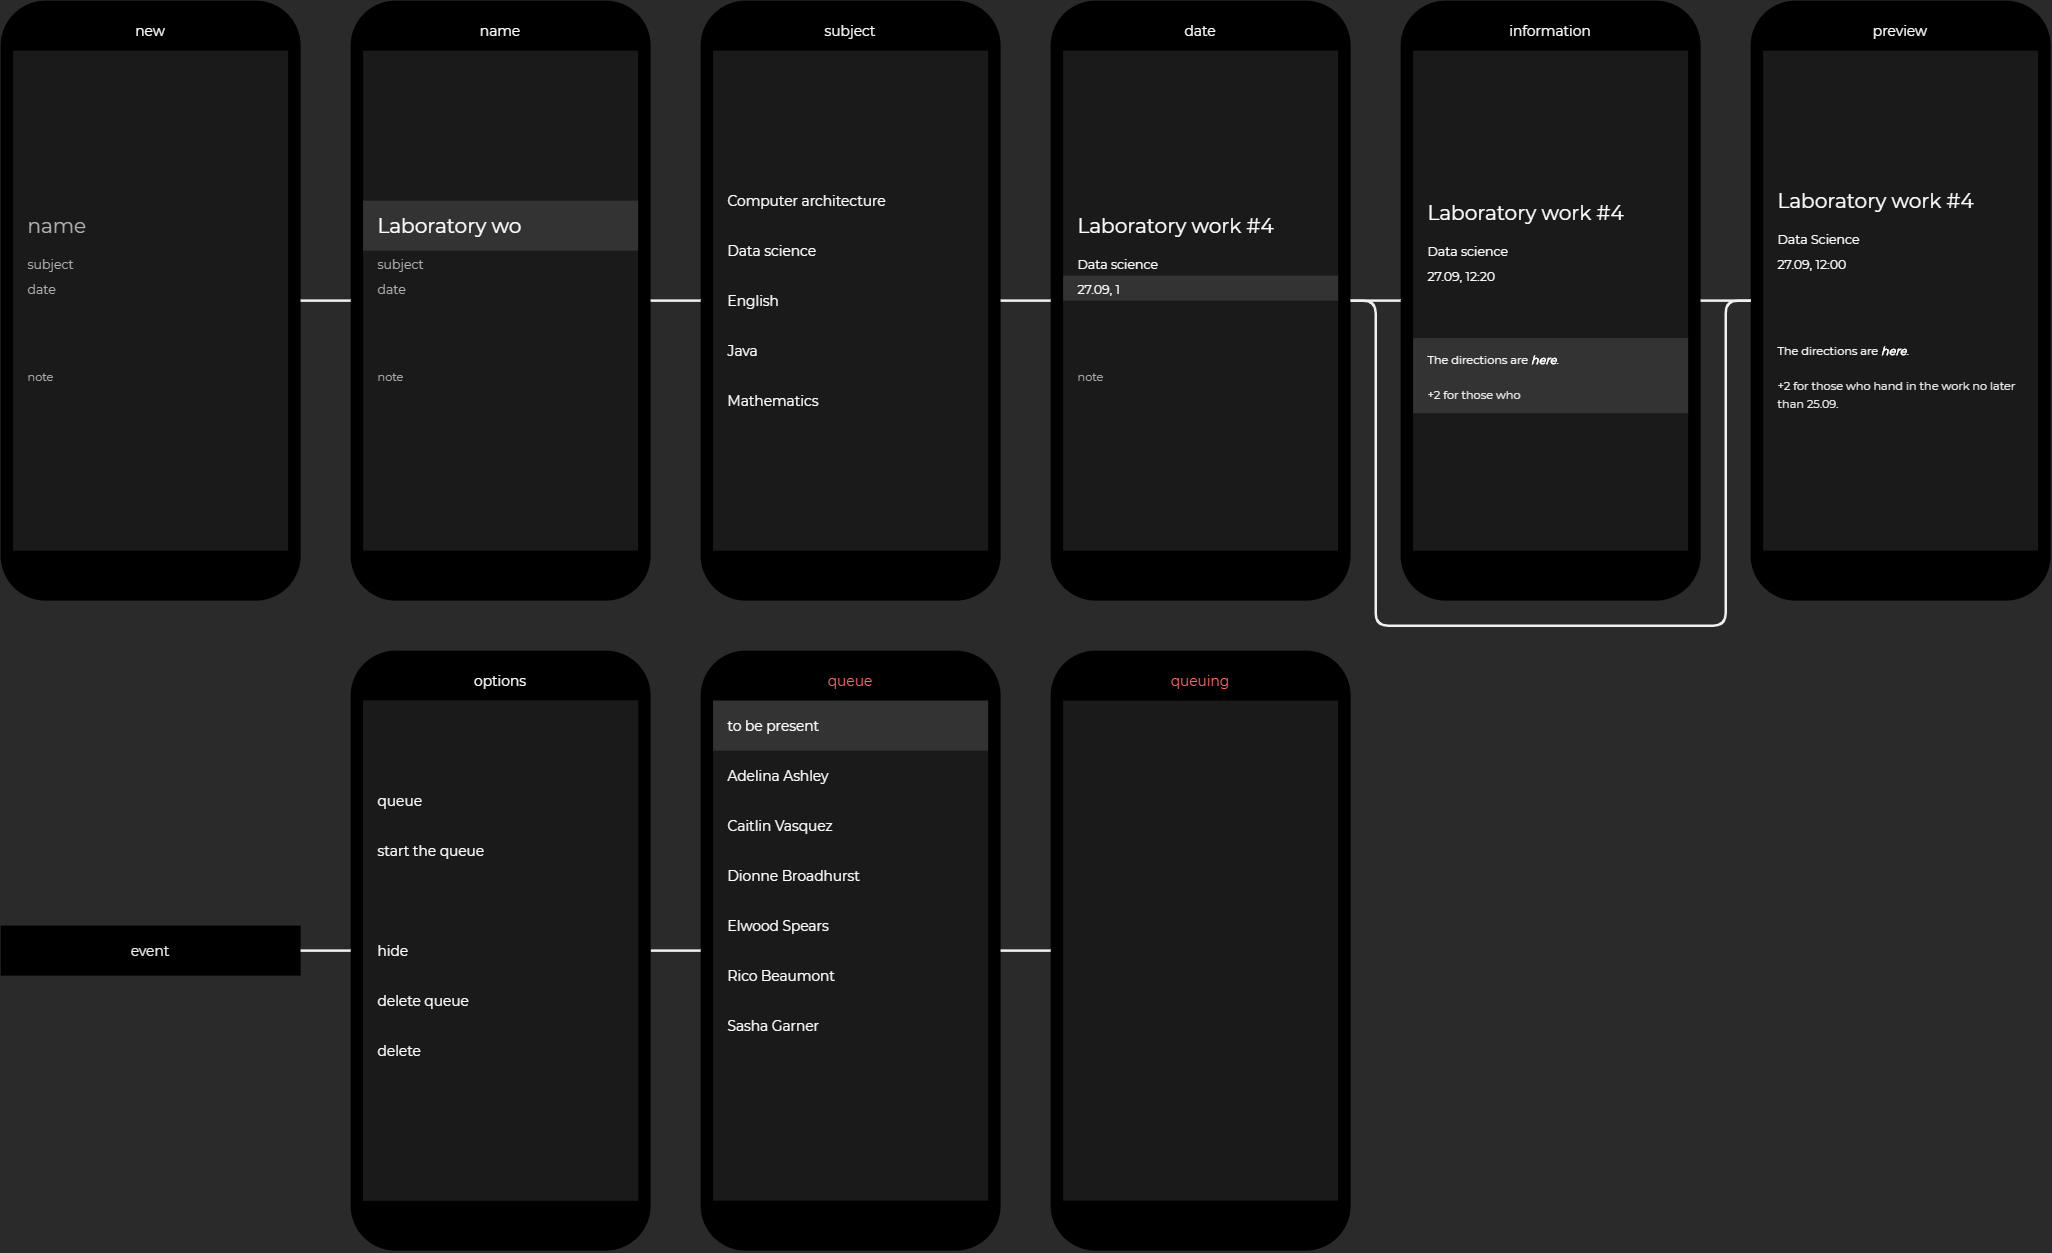 new
name
subject
date
note
name
Laboratory wo
subject
date
note
subject
Computer architecture
Data science
English
Java
Mathematics
date
Laboratory work #4
Data science
27.09, 1
note
information
Laboratory work #4
Data science
27.09, 12:20
The directions are here.
+2 for those who
preview
Laboratory work #4
Data Science
27.09, 12:00
The directions are here.
+2 for those who hand in the work no later
than 25.09.
event
options
queue
start the queue
hide
delete queue
delete
queue
to be present
Adelina Ashley
Caitlin Vasquez
Dionne Broadhurst
Elwood Spears
Rico Beaumont
Sasha Garner
queuing